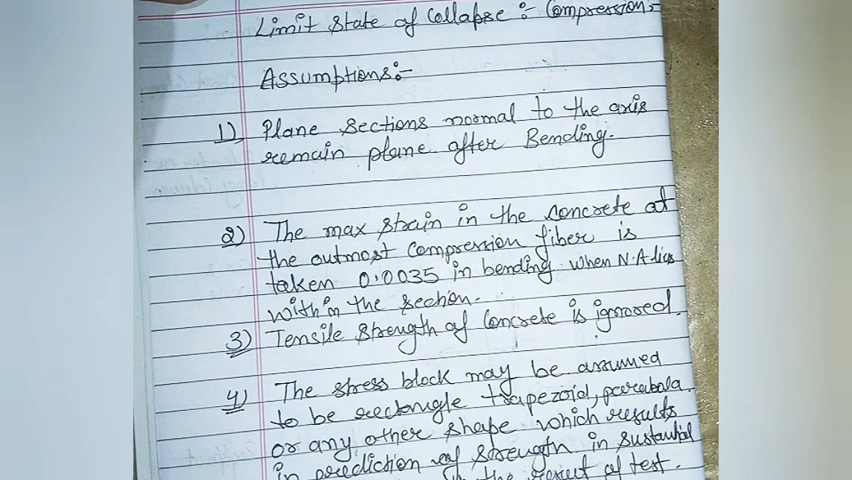 Limit State of Collapse :- Compression.
Assumptions:-
1) Plane sections normal to the axis
remain plane after Bending.
2) The max strain in the concrete at
the outmost compression fiber is
taken 0.0035 in bending when N.A lies
within the section.
3) Tensile strength of concrete is ignored.
4) The stress block may be assumed
to be rectangle trapezoid, parabola
or any other shape which results
in prediction of strength in sustantial
in the result of test.